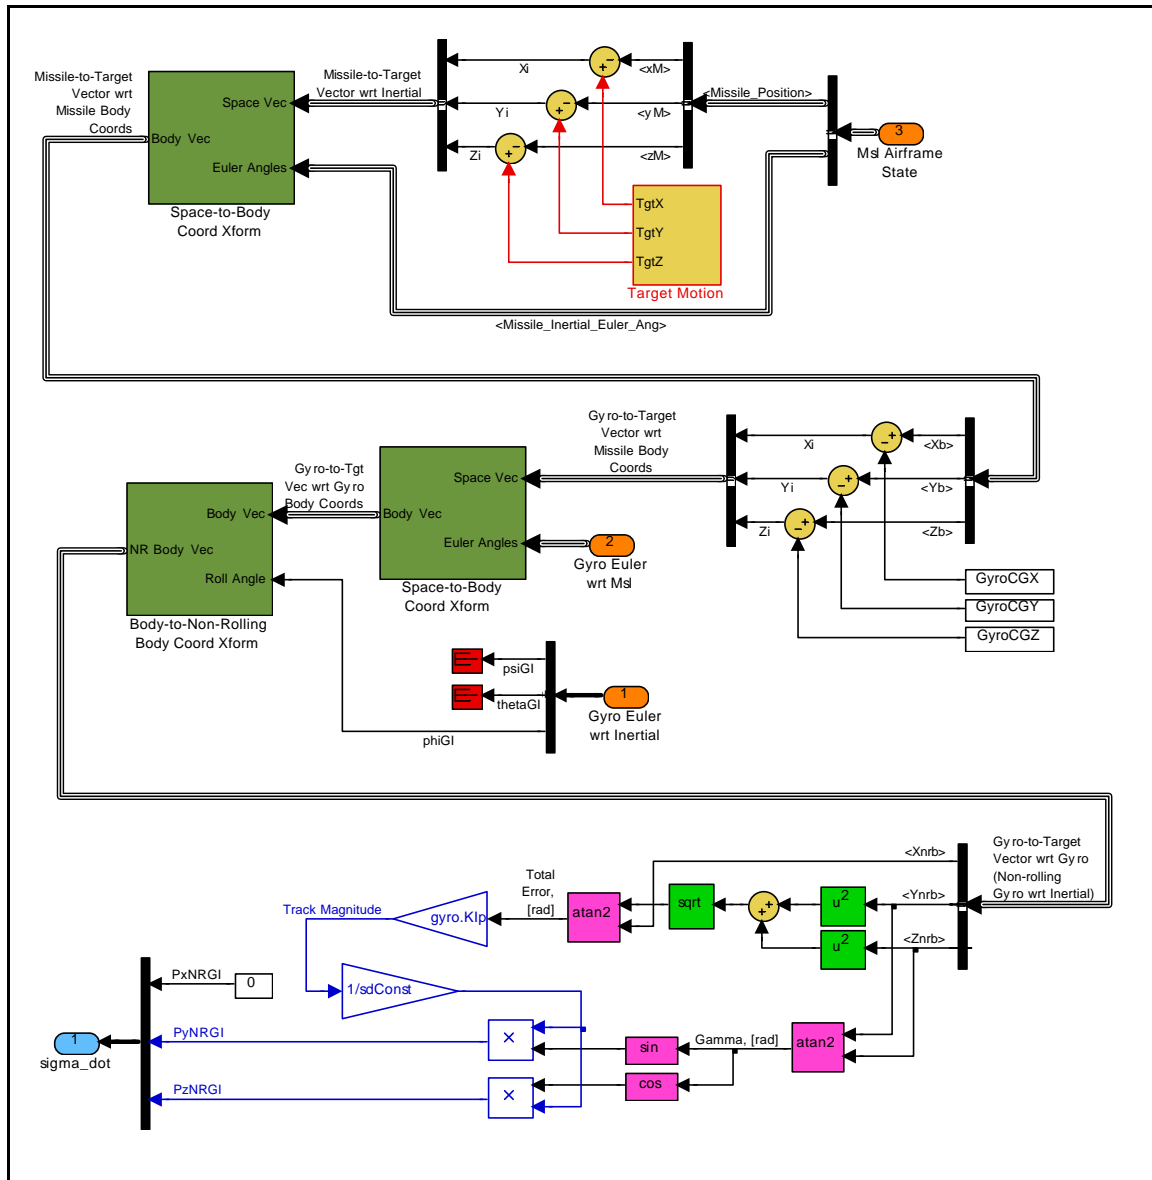 Missile-to-Target
Vector wrt
Missile Body
Coords
Space Vec
Body Vec
Euler Angles
Space-to-Body
Coord Xform
Missile-to-Target
Vector wrt Inertial
Xi
Yi
Zi
<xM>
<yM>
<zM>
<Missile_Position>
3
Msl Airframe
State
TgtX
TgtY
TgtZ
Target Motion
<Missile_Inertial_Euler_Ang>
Gyro-to-Target
Vector wrt
Missile Body
Coords
Xi
Yi
Zi
<Xb>
<Yb>
<Zb>
GyroCGX
GyroCGY
GyroCGZ
Space Vec
Body Vec
Euler Angles
Space-to-Body
Coord Xform
2
Gyro Euler
wrt Msl
Gyro-to-Tgt
Vec wrt Gyro
Body Coords
Body Vec
NR Body Vec
Roll Angle
Body-to-Non-Rolling
Body Coord Xform
psiGI
thetaGI
phiGI
1
Gyro Euler
wrt Inertial
Gyro-to-Target
Vector wrt Gyro
(Non-rolling
Gyro wrt Inertial)
<Xnrb>
<Ynrb>
<Znrb>
u2
u2
sqrt
atan2
Total
Error,
[rad]
gyro.Klp
Track Magnitude
1/sdConst
atan2
Gamma, [rad]
sin
cos
0
PxNRGI
PyNRGI
PzNRGI
1
sigma_dot